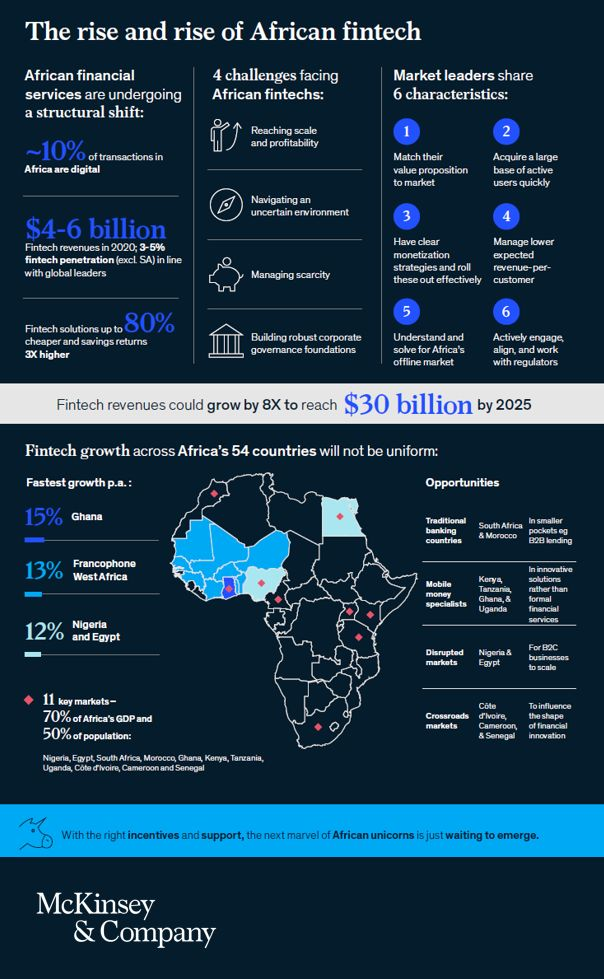 The rise and rise of African fintech
African financial
services are undergoing
a structural shift:
~10% of transactions in
Africa are digital
$4-6 billion
Fintech revenues in 2020; 3-5%
fintech penetration (excl. SA) in line
with global leaders
Fintech solutions up to 80%
cheaper and savings returns
3X higher
4 challenges facing
African fintechs:
Reaching scale
and profitability
Navigating an
uncertain environment
Managing scarcity
Building robust corporate
governance foundations
Market leaders share
6 characteristics:
1
Match their
value proposition
to market
2
Acquire a large
base of active
users quickly
3
Have clear
monetization
strategies and roll
these out effectively
4
Manage lower
expected
revenue-per-
customer
5
Understand and
solve for Africa's
offline market
6
Actively engage,
align, and work
with regulators
Fintech revenues could grow by 8X to reach $30 billion by 2025
Fintech growth across Africa's 54 countries will not be uniform:
Fastest growth p.a. :
15% Ghana
13% Francophone
West Africa
12% Nigeria
and Egypt
11 key markets–
70% of Africa's GDP and
50% of population:
Nigeria, Egypt, South Africa, Morocco, Ghana, Kenya, Tanzania,
Uganda, Côte d'Ivoire, Cameroon and Senegal
Opportunities
Traditional
banking
countries
South Africa
& Morocco
In smaller
pockets eg
B2B lending
Mobile
money
specialists
Kenya,
Tanzania,
Ghana, &
Uganda
In innovative
solutions
rather than
formal
financial
services
Disrupted
markets
Nigeria &
Egypt
For B2C
businesses
to scale
Crossroads
markets
Côte
d'Ivoire,
Cameroon,
& Senegal
To influence
the shape
of financial
innovation
With the right incentives and support, the next marvel of African unicorns is just waiting to emerge.
McKinsey
& Company